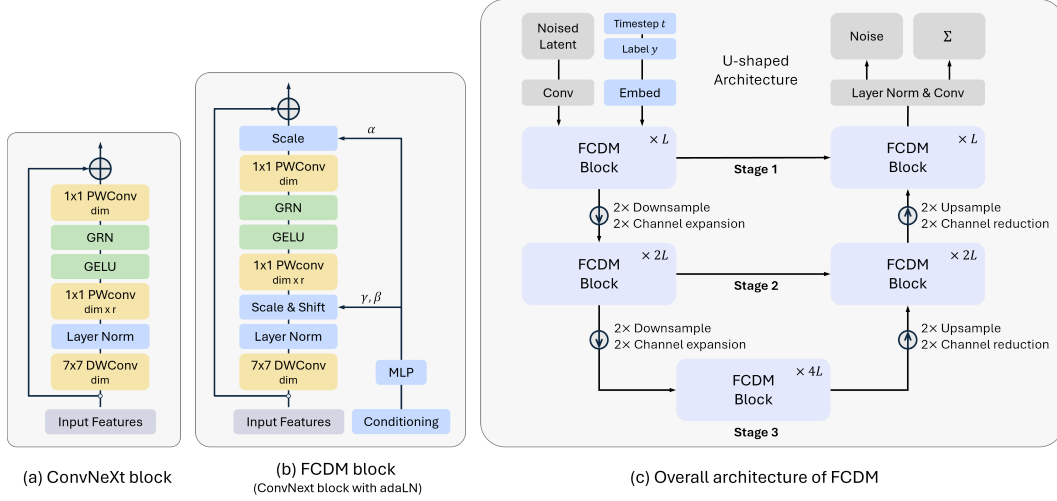 1x1 PWConv
dim
GRN
GELU
1x1 PWconv
dim x r
Layer Norm
7x7 DWConv
dim
Input Features
(a) ConvNeXt block
Scale
α
1x1 PWConv
dim
GRN
GELU
1x1 PWconv
dim x r
Scale & Shift
γ, β
Layer Norm
7x7 DWConv
dim
MLP
Input Features
Conditioning
(b) FCDM block
(ConvNext block with adaLN)
Noised
Latent
Timestep t
Label y
Conv
Embed
U-shaped
Architecture
Noise
Σ
Layer Norm & Conv
FCDM
Block
× L
Stage 1
FCDM
Block
× L
2× Downsample
2× Channel expansion
2× Upsample
2× Channel reduction
FCDM
Block
× 2L
Stage 2
FCDM
Block
× 2L
2× Downsample
2× Channel expansion
2× Upsample
2× Channel reduction
FCDM
Block
× 4L
Stage 3
(c) Overall architecture of FCDM